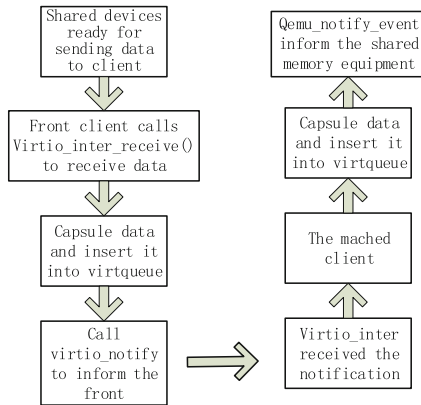 Shared devices
ready for
sending data
to client
Front client calls
Virtio_inter_receive()
to receive data
Capsule data
and insert it
into virtqueue
Call
virtio_notify
to inform the
front
Virtio_inter
received the
notification
The mached
client
Capsule data
and insert it
into virtqueue
Qemu_notify_event
inform the shared
memory equipment